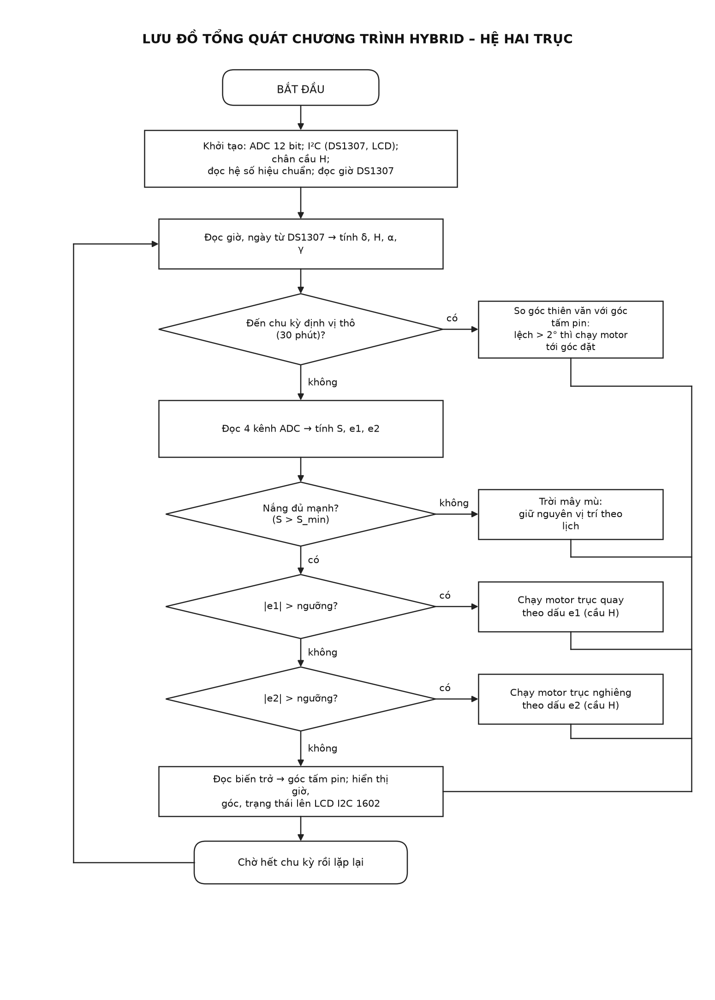 LƯU ĐỒ TỔNG QUÁT CHƯƠNG TRÌNH HYBRID – HỆ HAI TRỤC
BẮT ĐẦU
Khởi tạo: ADC 12 bit; I²C (DS1307, LCD);
chân cầu H;
đọc hệ số hiệu chuẩn; đọc giờ DS1307
Đọc giờ, ngày từ DS1307 → tính δ, H, α,
γ
Đến chu kỳ định vị thô
(30 phút)?
có
So góc thiên văn với góc
tấm pin:
lệch > 2° thì chạy motor
tới góc đặt
không
Đọc 4 kênh ADC → tính S, e1, e2
Nắng đủ mạnh?
(S > S_min)
không
Trời mây mù:
giữ nguyên vị trí theo
lịch
có
|e1| > ngưỡng?
có
Chạy motor trục quay
theo dấu e1 (cầu H)
không
|e2| > ngưỡng?
có
Chạy motor trục nghiêng
theo dấu e2 (cầu H)
không
Đọc biến trở → góc tấm pin; hiển thị
giờ,
góc, trạng thái lên LCD I2C 1602
Chờ hết chu kỳ rồi lặp lại